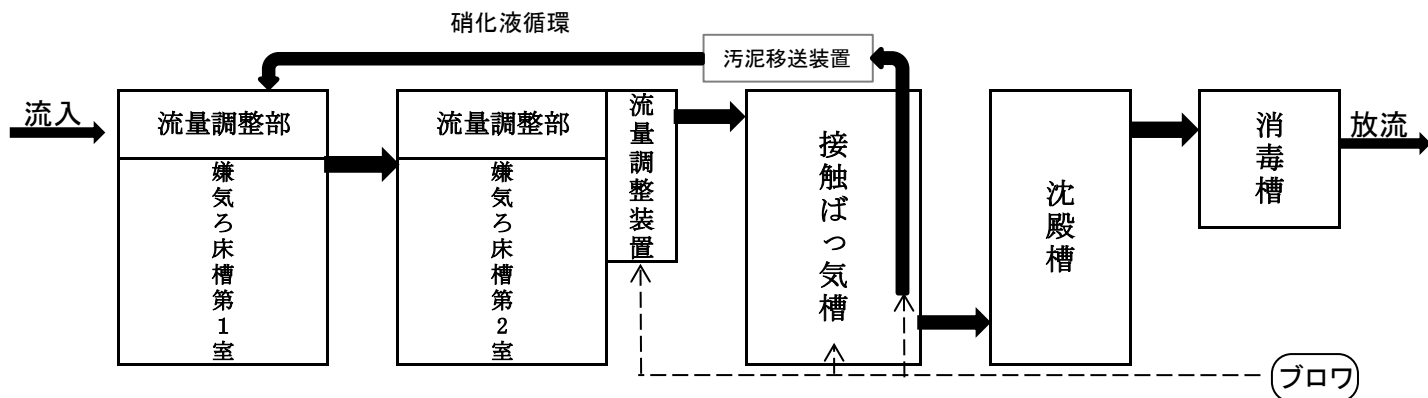 硝化液循環
汚泥移送装置
流入
流量調整部
嫌気ろ床槽第1室
流量調整部
嫌気ろ床槽第2室
流量調整装置
接触ばっ気槽
沈殿槽
消毒槽
放流
ブロワ